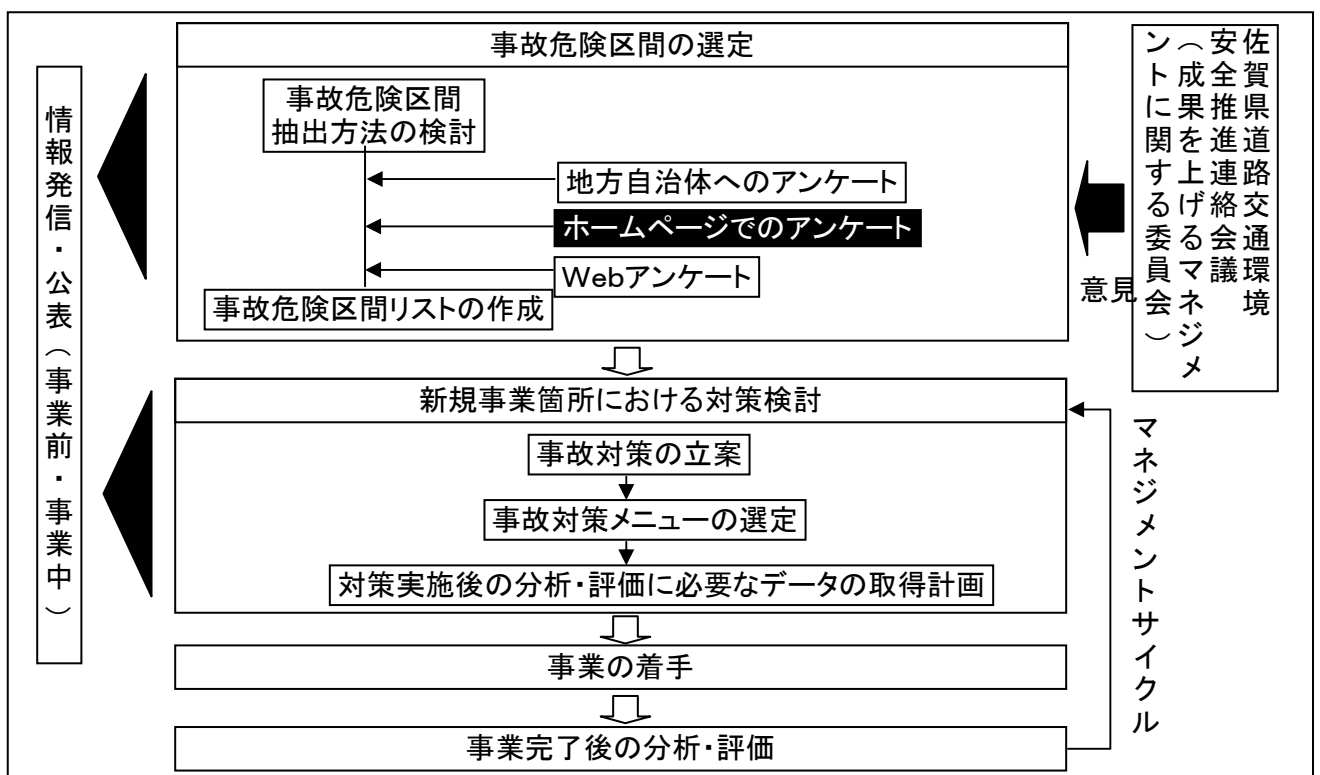 事故危険区間の選定
事故危険区間
抽出方法の検討
地方自治体へのアンケート
ホームページでのアンケート
Webアンケート
事故危険区間リストの作成
佐賀県道路交通環境
安全推進連絡会議
（成果を上げるマネジメ
ントに関する委員会）
意見
情報発信・公表（事業前・事業中）
新規事業箇所における対策検討
事故対策の立案
事故対策メニューの選定
対策実施後の分析・評価に必要なデータの取得計画
マネジメントサイクル
事業の着手
事業完了後の分析・評価